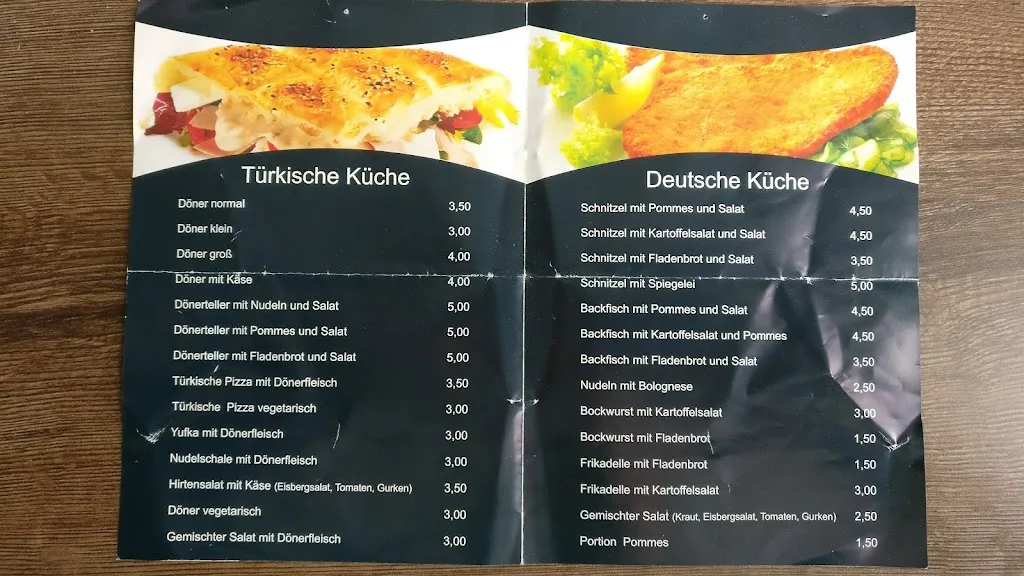 Türkische Küche
Döner normal 3,50
Döner klein 3,00
Döner groß 4,00
Döner mit Käse 4,00
Dönerteller mit Nudeln und Salat 5,00
Dönerteller mit Pommes und Salat 5,00
Dönerteller mit Fladenbrot und Salat 5,00
Türkische Pizza mit Dönerfleisch 3,50
Türkische Pizza vegetarisch 3,00
Yufka mit Dönerfleisch 3,00
Nudelschale mit Dönerfleisch 3,00
Hirtensalat mit Käse (Eisbergsalat, Tomaten, Gurken) 3,50
Döner vegetarisch 3,00
Gemischter Salat mit Dönerfleisch 3,00
Deutsche Küche
Schnitzel mit Pommes und Salat 4,50
Schnitzel mit Kartoffelsalat und Salat 4,50
Schnitzel mit Fladenbrot und Salat 3,50
Schnitzel mit Spiegelei 5,00
Backfisch mit Pommes und Salat 4,50
Backfisch mit Kartoffelsalat und Pommes 4,50
Backfisch mit Fladenbrot und Salat 3,50
Nudeln mit Bolognese 2,50
Bockwurst mit Kartoffelsalat 3,00
Bockwurst mit Fladenbrot 1,50
Frikadelle mit Fladenbrot 1,50
Frikadelle mit Kartoffelsalat 3,00
Gemischter Salat (Kraut, Eisbergsalat, Tomaten, Gurken) 2,50
Portion Pommes 1,50